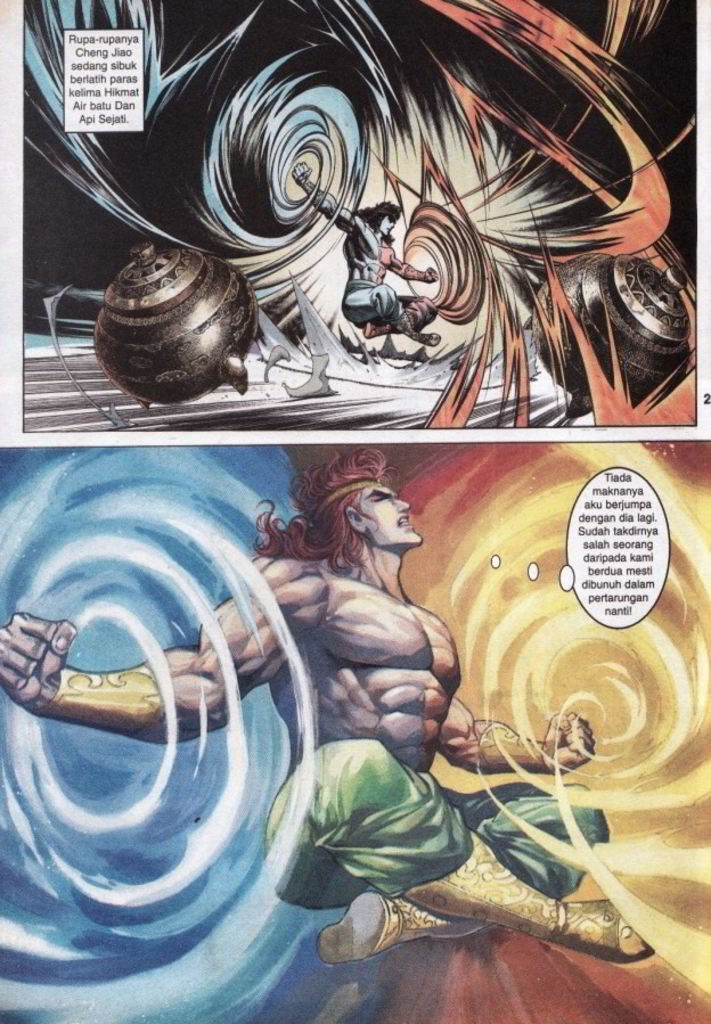 Rupa-rupanya
Cheng Jiao
sedang sibuk
berlatih paras
kelima Hikmat
Air batu Dan
Api Sejati.
2
Tiada
maknanya
aku berjumpa
dengan dia lagi.
Sudah takdirnya
salah seorang
daripada kami
berdua mesti
dibunuh dalam
pertarungan
nanti!